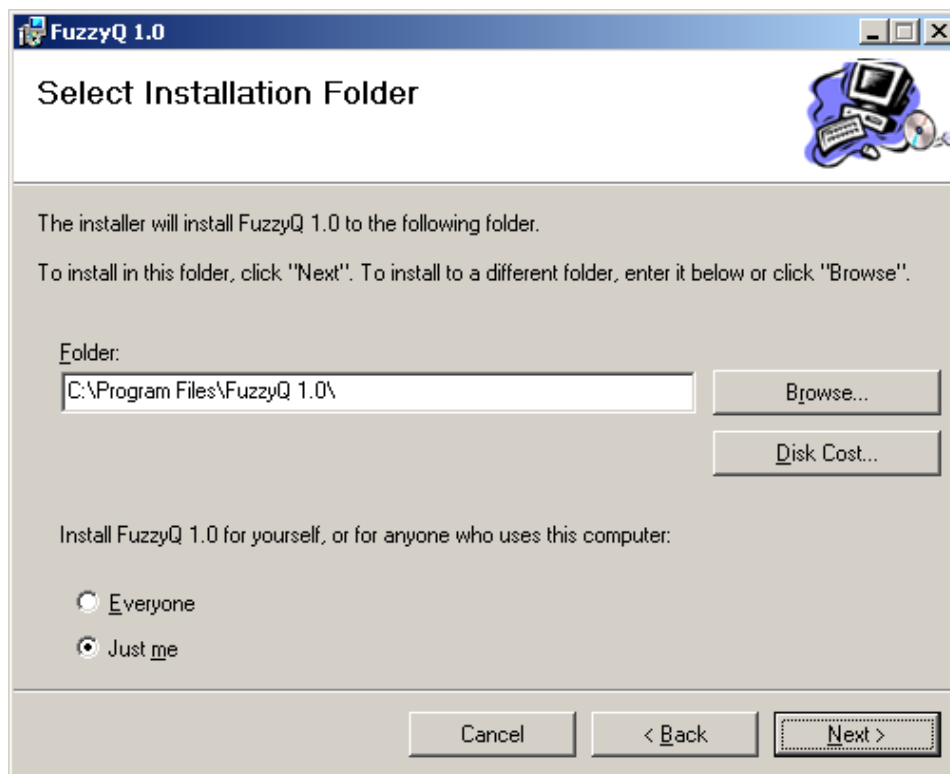 FuzzyQ 1.0
Select Installation Folder
The installer will install FuzzyQ 1.0 to the following folder.
To install in this folder, click "Next". To install to a different folder, enter it below or click "Browse".
Folder:
C:\Program Files\FuzzyQ 1.0\
Browse...
Disk Cost...
Install FuzzyQ 1.0 for yourself, or for anyone who uses this computer:
Everyone
Just me
Cancel
< Back
Next >